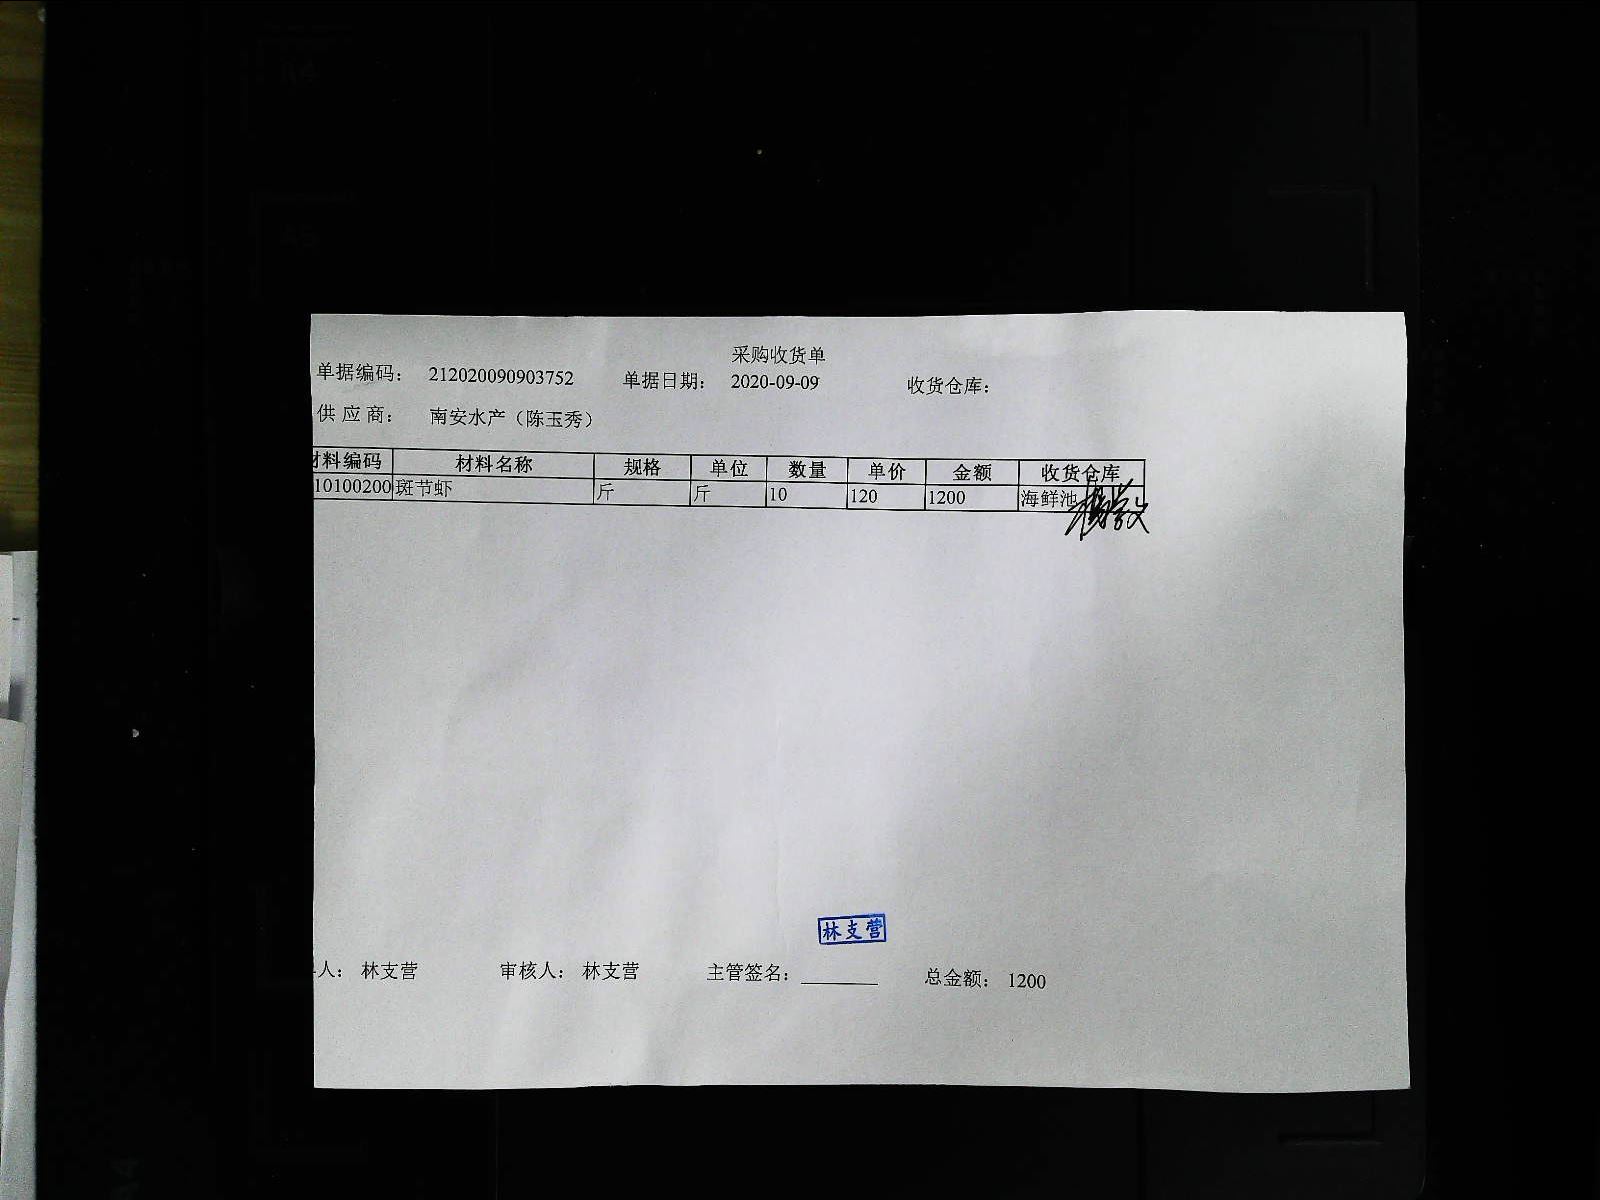 采购收货单
单据编码： 212020090903752 单据日期： 2020-09-09 收货仓库：
供 应 商： 南安水产（陈玉秀）
材料编码 材料名称 规格 单位 数量 单价 金额 收货仓库
10100200 斑节虾 斤 斤 10 120 1200 海鲜池
林支营
人： 林支营 审核人： 林支营 主管签名： 总金额： 1200